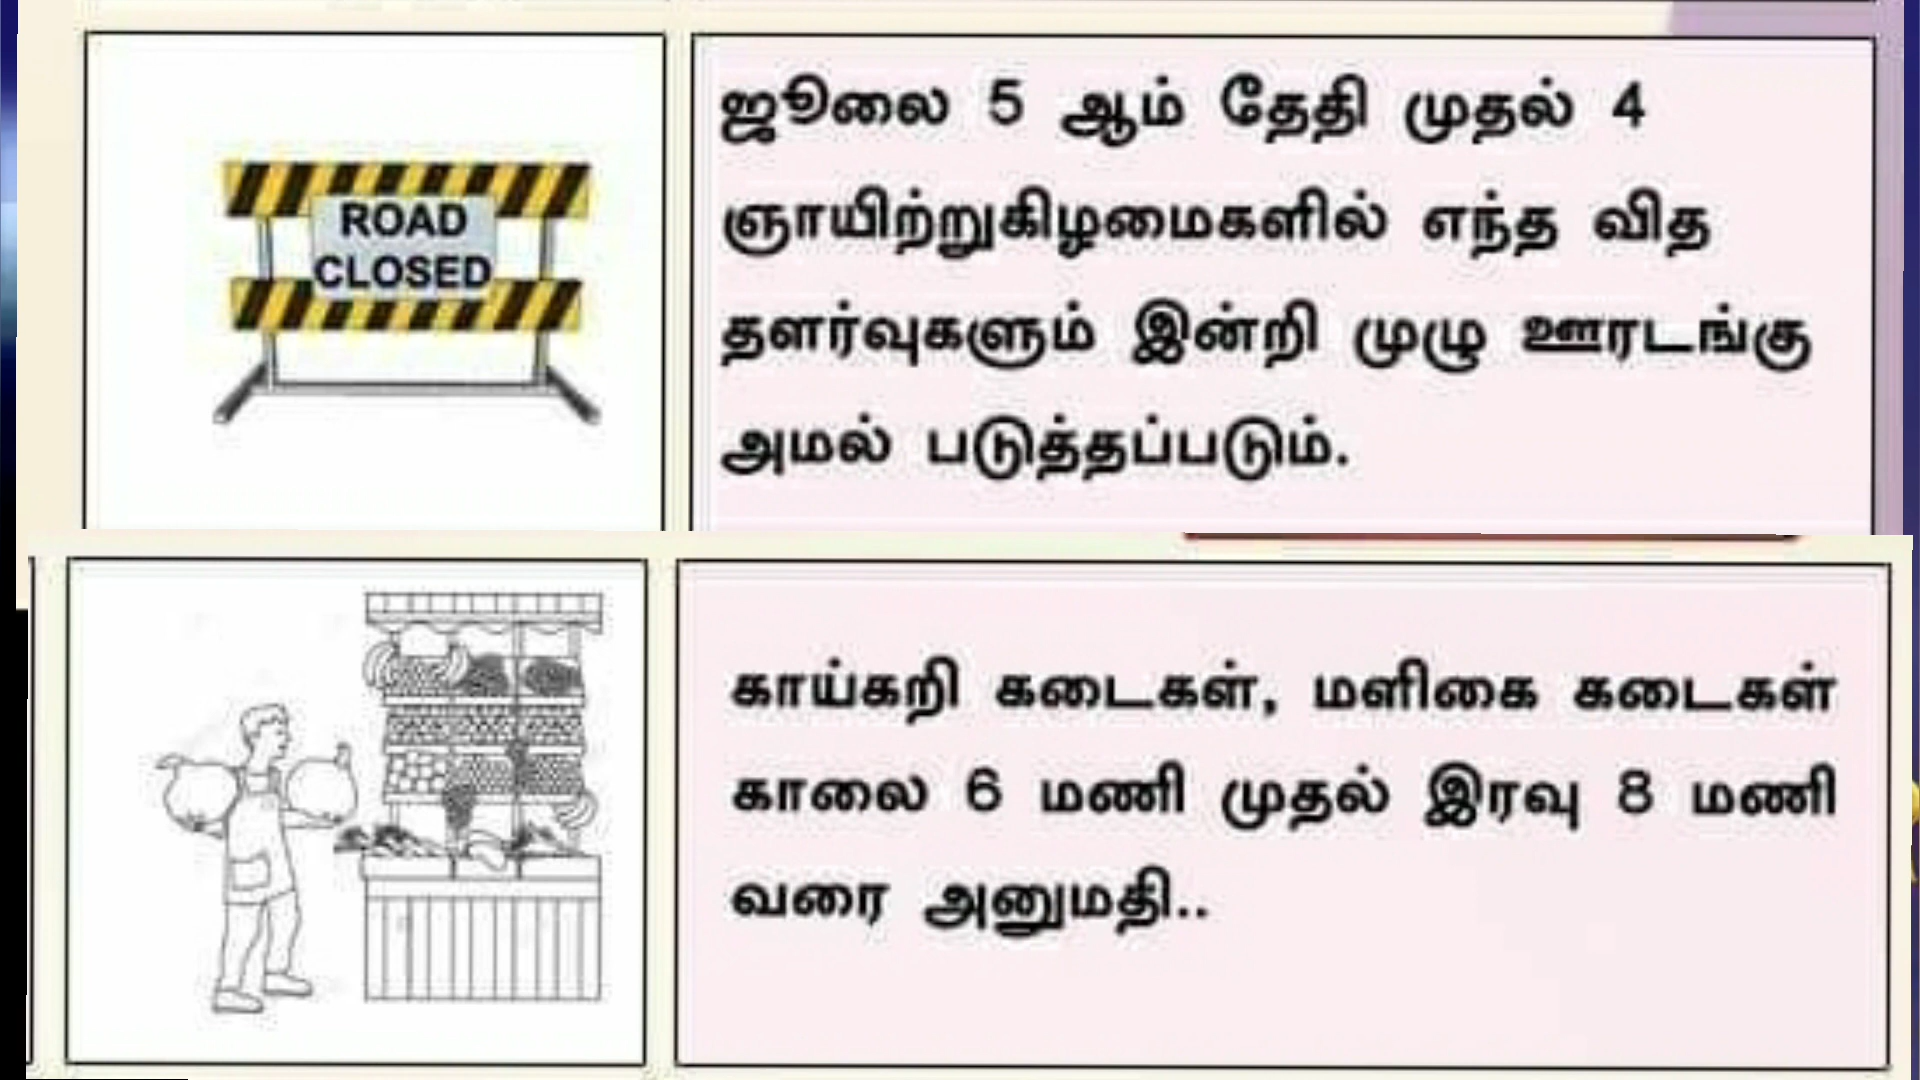 ROAD
CLOSED
ஜூலை 5 ஆம் தேதி முதல் 4
ஞாயிற்றுகிழமைகளில் எந்த வித
தளர்வுகளும் இன்றி முழு ஊரடங்கு
அமல் படுத்தப்படும்.
காய்கறி கடைகள், மளிகை கடைகள்
காலை 6 மணி முதல் இரவு 8 மணி
வரை அனுமதி..